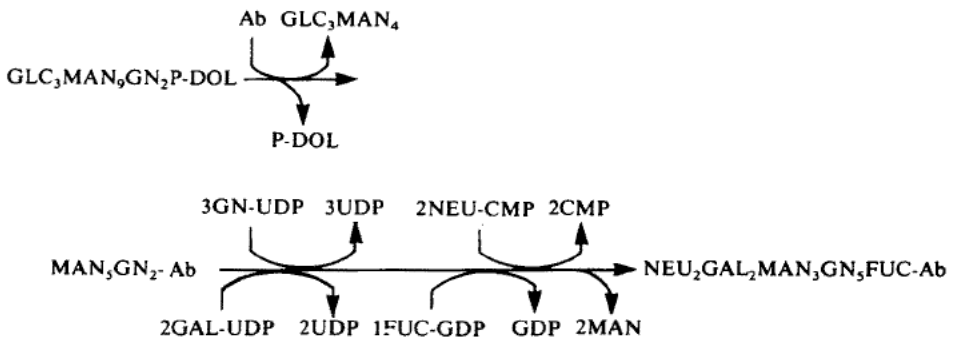 Ab GLC₃MAN₄
GLC₃MAN₉GN₂P-DOL
P-DOL
3GN-UDP 3UDP 2NEU-CMP 2CMP
MAN₅GN₂- Ab NEU₂GAL₂MAN₃GN₅FUC-Ab
2GAL-UDP 2UDP 1FUC-GDP GDP 2MAN